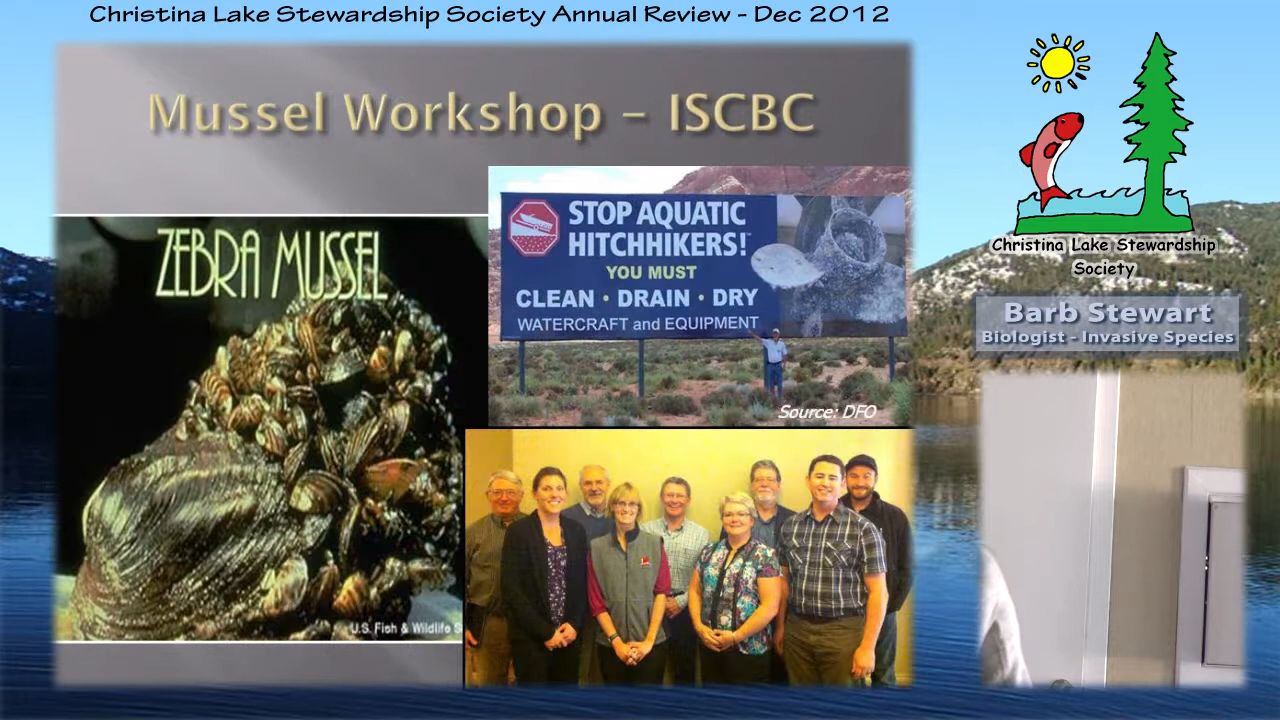 Christina Lake Stewardship Society Annual Review - Dec 2012
Mussel Workshop – ISCBC
ZEBRA MUSSEL
U.S. Fish & Wildlife S
STOP AQUATIC
HITCHHIKERS!
YOU MUST
CLEAN • DRAIN • DRY
WATERCRAFT and EQUIPMENT
Source: DFO
Christina Lake Stewardship
Society
Barb Stewart
Biologist - Invasive Species